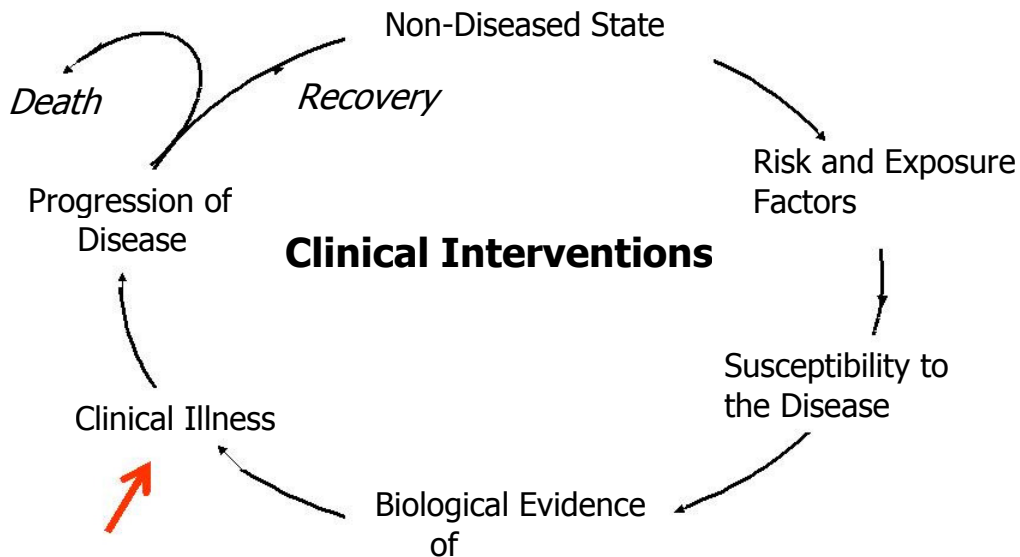 Non-Diseased State
Death
Recovery
Risk and Exposure
Factors
Progression of
Disease
Clinical Interventions
Susceptibility to
the Disease
Clinical Illness
Biological Evidence
of